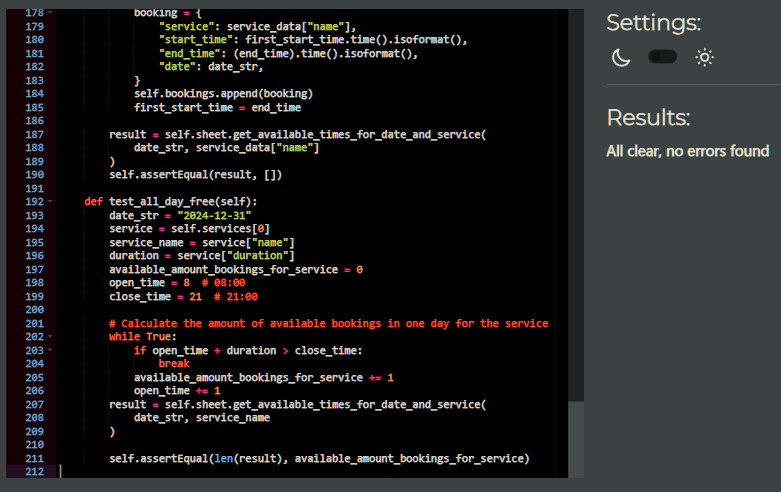 178 booking = {
179 "service": service_data["name"],
180 "start_time": first_start_time.time().isoformat(),
181 "end_time": (end_time).time().isoformat(),
182 "date": date_str,
183 }
184 self.bookings.append(booking)
185 first_start_time = end_time
186
187 result = self.sheet.get_available_times_for_date_and_service(
188 date_str, service_data["name"]
189 )
190 self.assertEqual(result, [])
191
192 def test_all_day_free(self):
193 date_str = "2024-12-31"
194 service = self.services[0]
195 service_name = service["name"]
196 duration = service["duration"]
197 available_amount_bookings_for_service = 0
198 open_time = 8 # 08:00
199 close_time = 21 # 21:00
200
201 # Calculate the amount of available bookings in one day for the service
202 while True:
203 if open_time + duration > close_time:
204 break
205 available_amount_bookings_for_service += 1
206 open_time += 1
207 result = self.sheet.get_available_times_for_date_and_service(
208 date_str, service_name
209 )
210
211 self.assertEqual(len(result), available_amount_bookings_for_service)
212
Settings:
Results:
All clear, no errors found